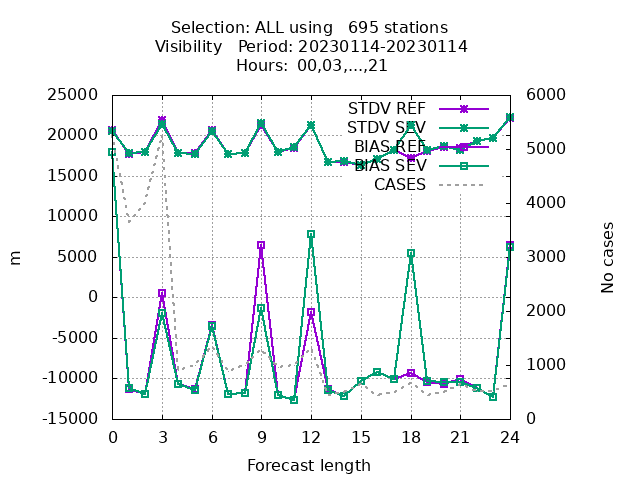 Selection: ALL using   695 stations
Visibility   Period: 20230114-20230114
Hours:  00,03,...,21
25000
20000
15000
10000
5000
0
-5000
-10000
-15000
m
STDV REF
STDV SEV
BIAS REF
BIAS SEV
CASES
6000
5000
4000
3000
2000
1000
0
No cases
0 3 6 9 12 15 18 21 24
Forecast length